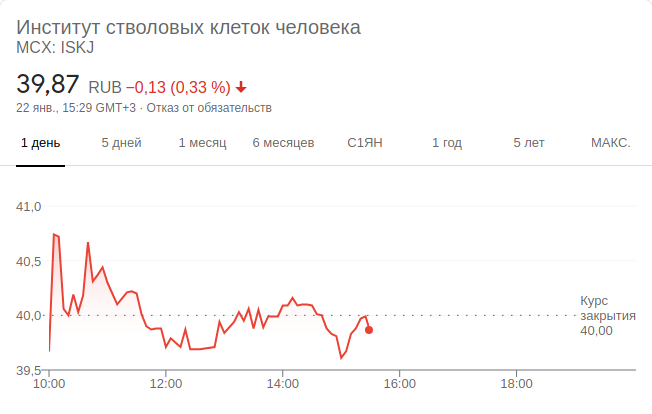 Институт стволовых клеток человека
MCX: ISKJ
39,87 RUB −0,13 (0,33 %)
22 янв., 15:29 GMT+3 · Отказ от обязательств
1 день 5 дней 1 месяц 6 месяцев С1ЯН 1 год 5 лет МАКС.
41,0
40,5
40,0
39,5
Курс
закрытия
40,00
10:00 12:00 14:00 16:00 18:00